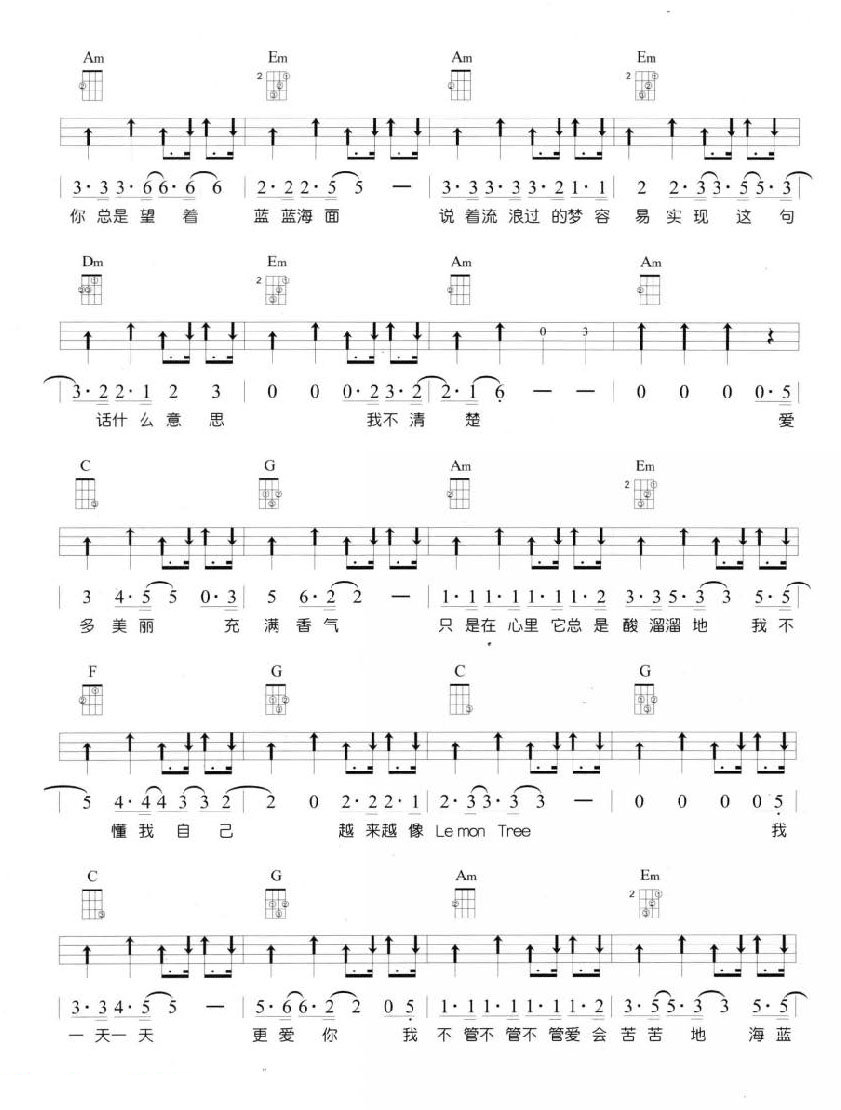 Am Em Am Em
2 2
3·3 3·6 6·6 6 | 2·2 2·5 5 — | 3·3 3·3 3·2 1·1 | 2 2·3 3·5 5·3
你总是望着 蓝蓝海面 说着流浪过的梦容易实现这句
Dm Em Am Am
2
0 3
3·2 2·1 2 3 | 0 0 0·2 3·2 | 2·1 6 — — | 0 0 0 0·5
话什么意思 我不清楚 爱
C G Am Em
2
3 4·5 5 0·3 | 5 6·2 2 — | 1·1 1·1 1·1 1·2 3·3 5·3 3 5·5
多美丽 充满香气 只是在心里它总是酸溜溜地 我不
F G C G
5 4·4 4 3 3 2 | 2 0 2·2 2·1 | 2·3 3·3 3 — | 0 0 0 0 5
懂我自己 越来越像 Lemon Tree 我
C G Am Em
2
3·3 4·5 5 — | 5·6 6·2 2 0 5 | 1·1 1·1 1·1 1·2 3·5 5·3 3 5·5
一天一天 更爱你 我不管不管不管爱会苦苦地 海蓝